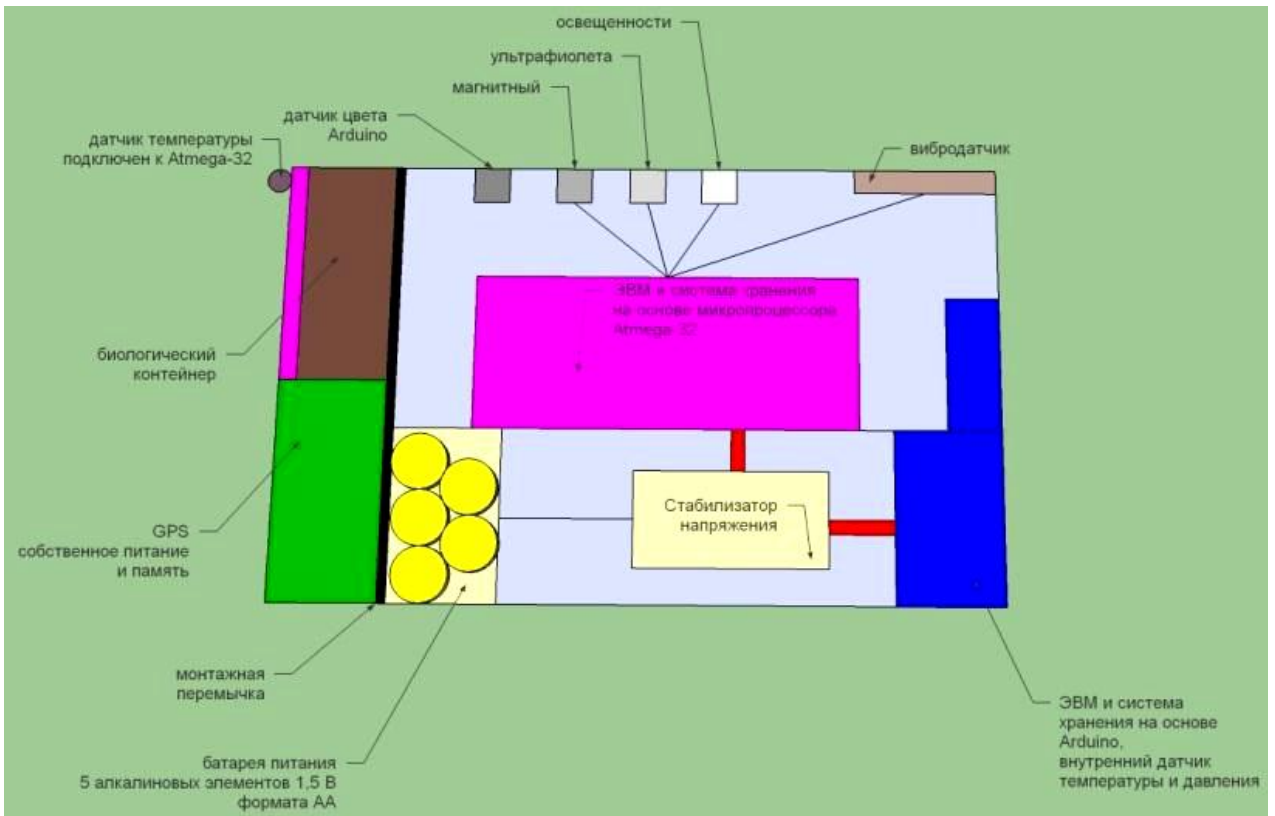 освещенности
ультрафиолета
магнитный
датчик цвета
Arduino
датчик температуры
подключен к Atmega-32
вибродатчик
ЭВМ и система хранения
на основе микропроцессора
Atmega-32
биологический
контейнер
Стабилизатор
напряжения
GPS
собственное питание
и память
монтажная
перемычка
ЭВМ и система
хранения на основе
Arduino,
внутренний датчик
температуры и давления
батарея питания
5 алкалиновых элементов 1,5 В
формата АА